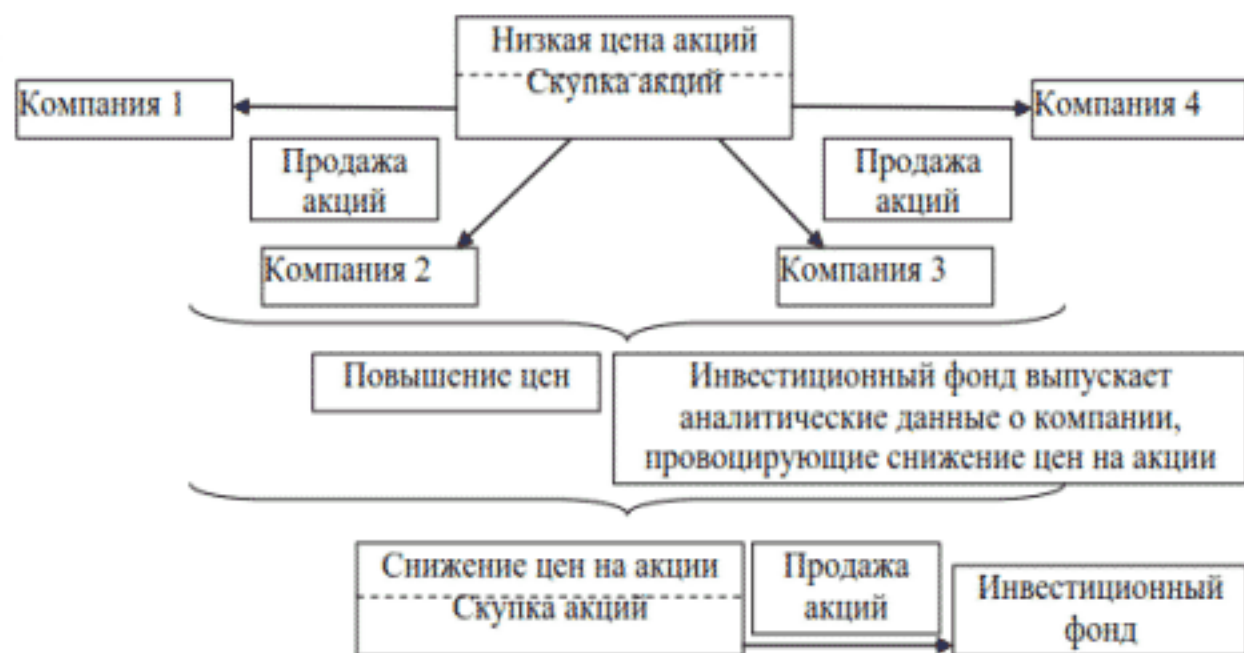 Низкая цена акций
Скупка акций
Компания 1
Компания 4
Продажа
акций
Продажа
акций
Компания 2
Компания 3
Повышение цен
Инвестиционный фонд выпускает
аналитические данные о компании,
провоцирующие снижение цен на акции
Снижение цен на акции
Скупка акций
Продажа
акций
Инвестиционный
фонд